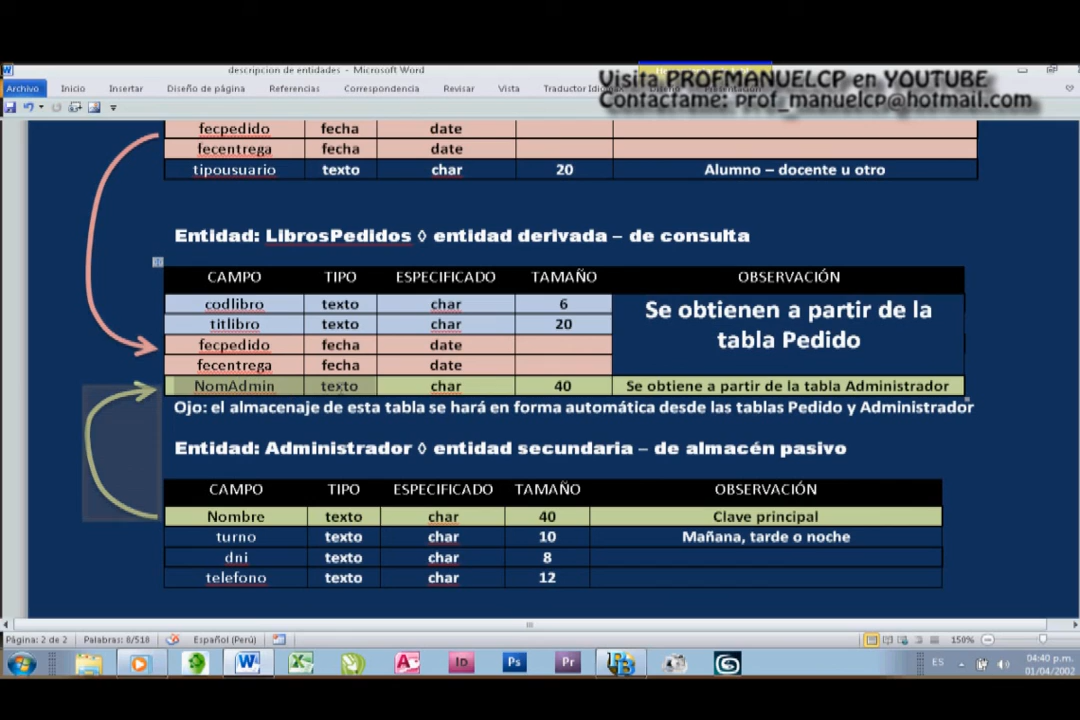 descripcion de entidades - Microsoft Word
Visita PROFMANUELCP en YOUTUBE
Contactame: prof_manuelcp@hotmail.com
Archivo Inicio Insertar Diseño de página Referencias Correspondencia Revisar Vista Traductor
fecpedido fecha date
fecentrega fecha date
tipousuario texto char 20 Alumno – docente u otro
Entidad: LibrosPedidos ◊ entidad derivada – de consulta
CAMPO TIPO ESPECIFICADO TAMAÑO OBSERVACIÓN
codlibro texto char 6 Se obtienen a partir de la
titlibro texto char 20 tabla Pedido
fecpedido fecha date
fecentrega fecha date
NomAdmin texto char 40 Se obtiene a partir de la tabla Administrador
Ojo: el almacenaje de esta tabla se hará en forma automática desde las tablas Pedido y Administrador
Entidad: Administrador ◊ entidad secundaria – de almacén pasivo
CAMPO TIPO ESPECIFICADO TAMAÑO OBSERVACIÓN
Nombre texto char 40 Clave principal
turno texto char 10 Mañana, tarde o noche
dni texto char 8
telefono texto char 12
Página: 2 de 2 Palabras: 8/518 Español (Perú) 150%
W X A ID Ps Pr ES 04:40 p.m.
01/04/2002